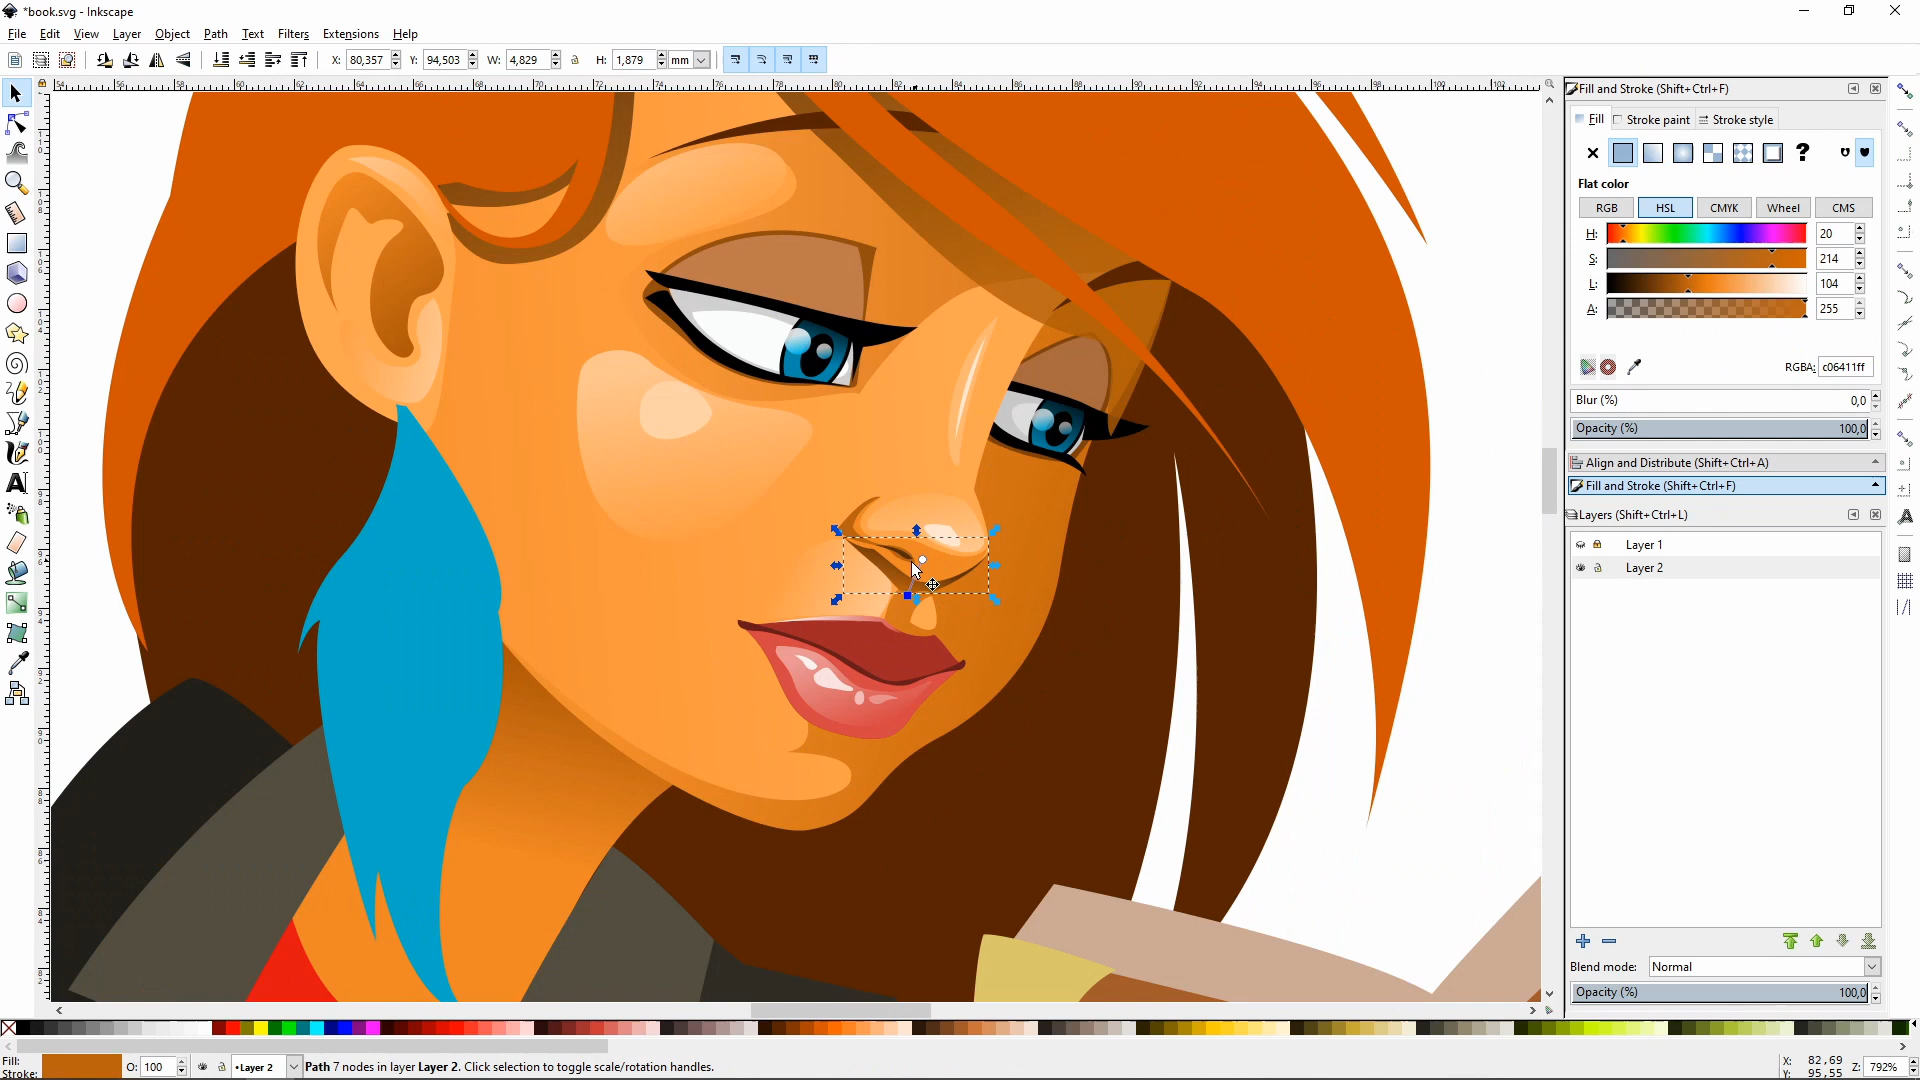 *book.svg - Inkscape
File Edit View Layer Object Path Text Filters Extensions Help
X: 80,357 Y: 94,503 W: 4,829 H: 1,879 mm
Fill and Stroke (Shift+Ctrl+F)
Fill Stroke paint Stroke style
Flat color
RGB HSL CMYK Wheel CMS
H: 20
S: 214
L: 104
A: 255
RGBA: c06411ff
Blur (%) 0,0
Opacity (%) 100,0
Align and Distribute (Shift+Ctrl+A)
Fill and Stroke (Shift+Ctrl+F)
Layers (Shift+Ctrl+L)
Layer 1
Layer 2
Blend mode: Normal
Opacity (%) 100,0
Fill:
Stroke:
O: 100
•Layer 2
Path 7 nodes in layer Layer 2. Click selection to toggle scale/rotation handles.
X: 82,69
Y: 95,55
Z: 792%